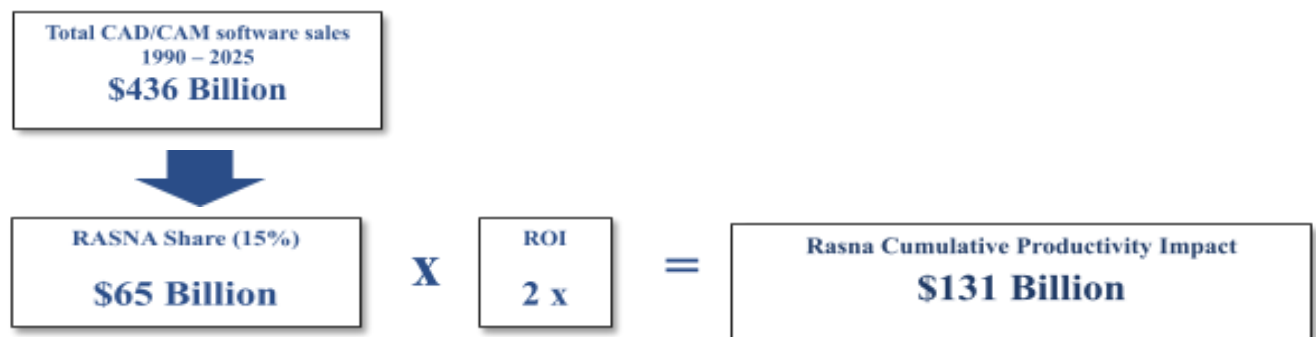 Total CAD/CAM software sales
1990 – 2025
$436 Billion
RASNA Share (15%)
$65 Billion
x
ROI
2 x
=
Rasna Cumulative Productivity Impact
$131 Billion